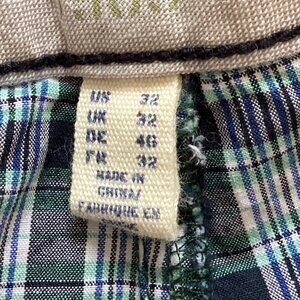 US 32
UK 32
DE 46
FR 32
MADE IN
CHINA/
FABRIQUE EN